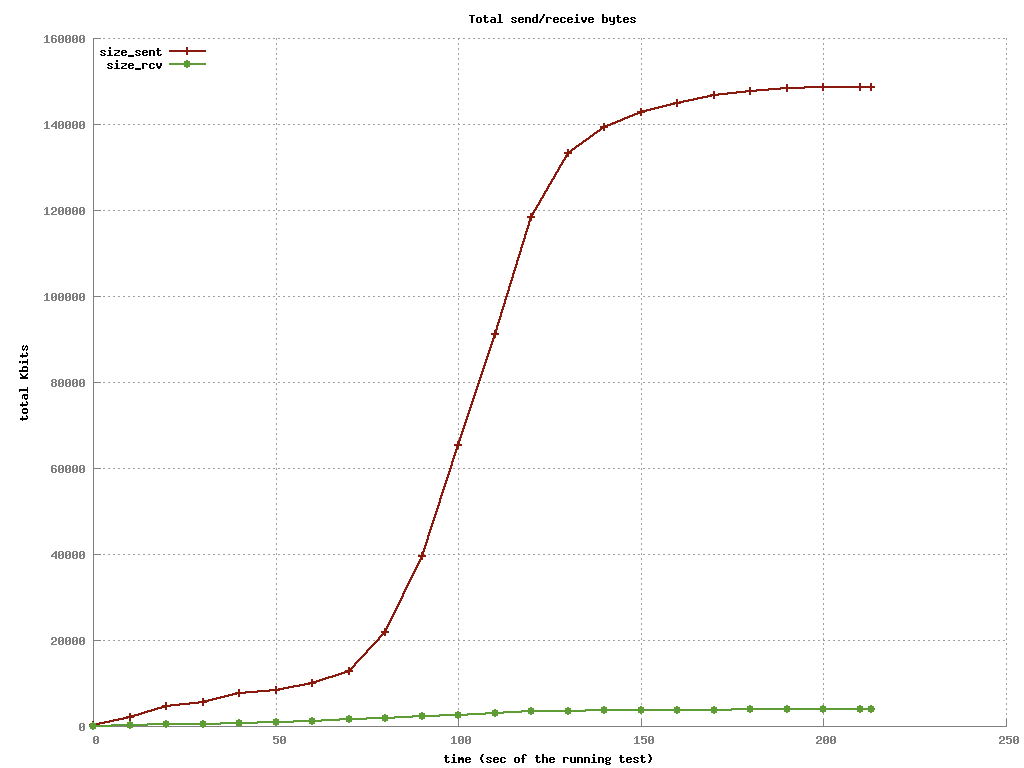 Total send/receive bytes
size_sent
size_rcv
160000
140000
120000
100000
80000
60000
40000
20000
0
total Kbits
0 50 100 150 200 250
time (sec of the running test)